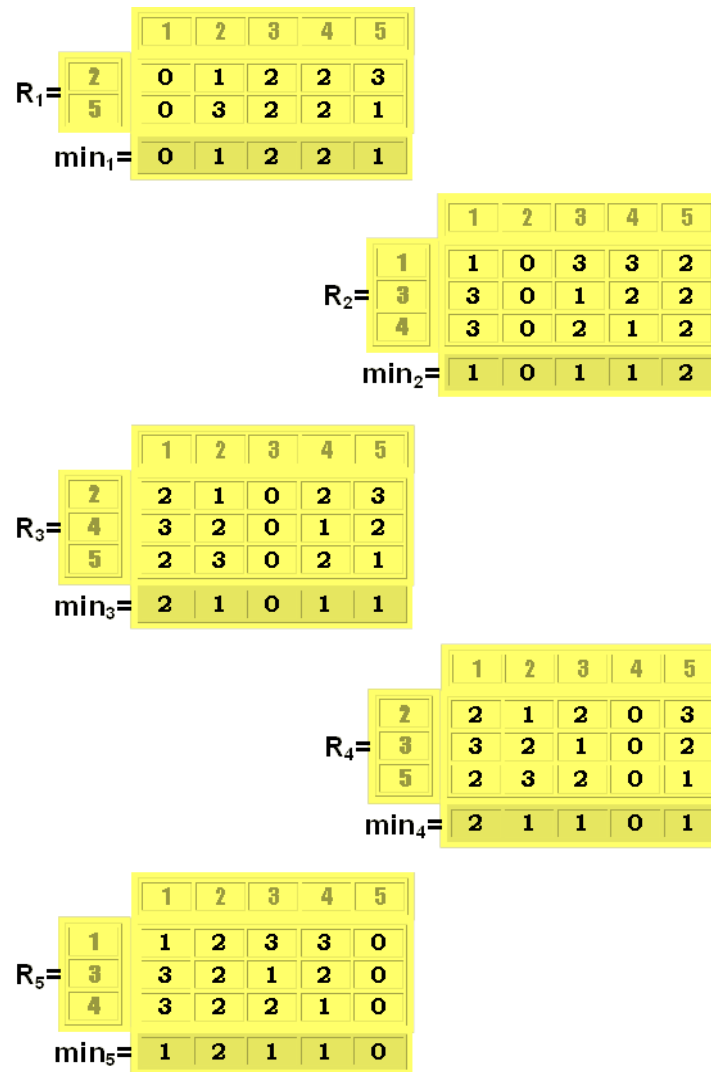 1 2 3 4 5
R₁= 2 0 1 2 2 3
5 0 3 2 2 1
min₁= 0 1 2 2 1
1 2 3 4 5
1 1 0 3 3 2
R₂= 3 3 0 1 2 2
4 3 0 2 1 2
min₂= 1 0 1 1 2
1 2 3 4 5
2 2 1 0 2 3
R₃= 4 3 2 0 1 2
5 2 3 0 2 1
min₃= 2 1 0 1 1
1 2 3 4 5
2 2 1 2 0 3
R₄= 3 3 2 1 0 2
5 2 3 2 0 1
min₄= 2 1 1 0 1
1 2 3 4 5
1 1 2 3 3 0
R₅= 3 3 2 1 2 0
4 3 2 2 1 0
min₅= 1 2 1 1 0